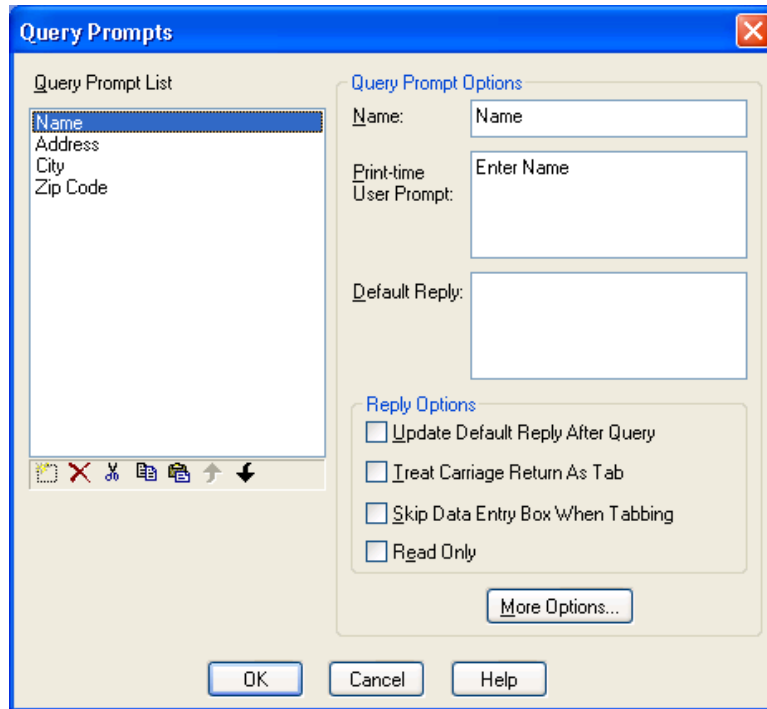 Query Prompts
Query Prompt List
Name
Address
City
Zip Code
Query Prompt Options
Name:
Name
Print-time
User Prompt:
Enter Name
Default Reply:
Reply Options
Update Default Reply After Query
Treat Carriage Return As Tab
Skip Data Entry Box When Tabbing
Read Only
More Options...
OK
Cancel
Help